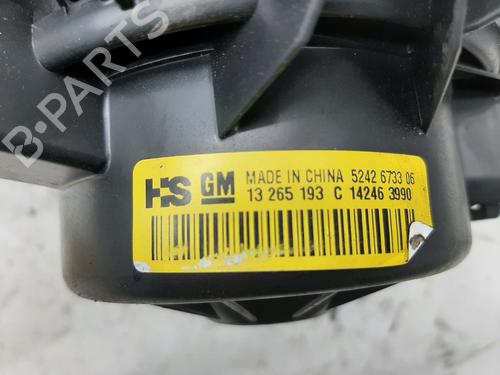 B-PARTS
HS GM MADE IN CHINA 5242 6733 06
13 265 193 C 14246 3990